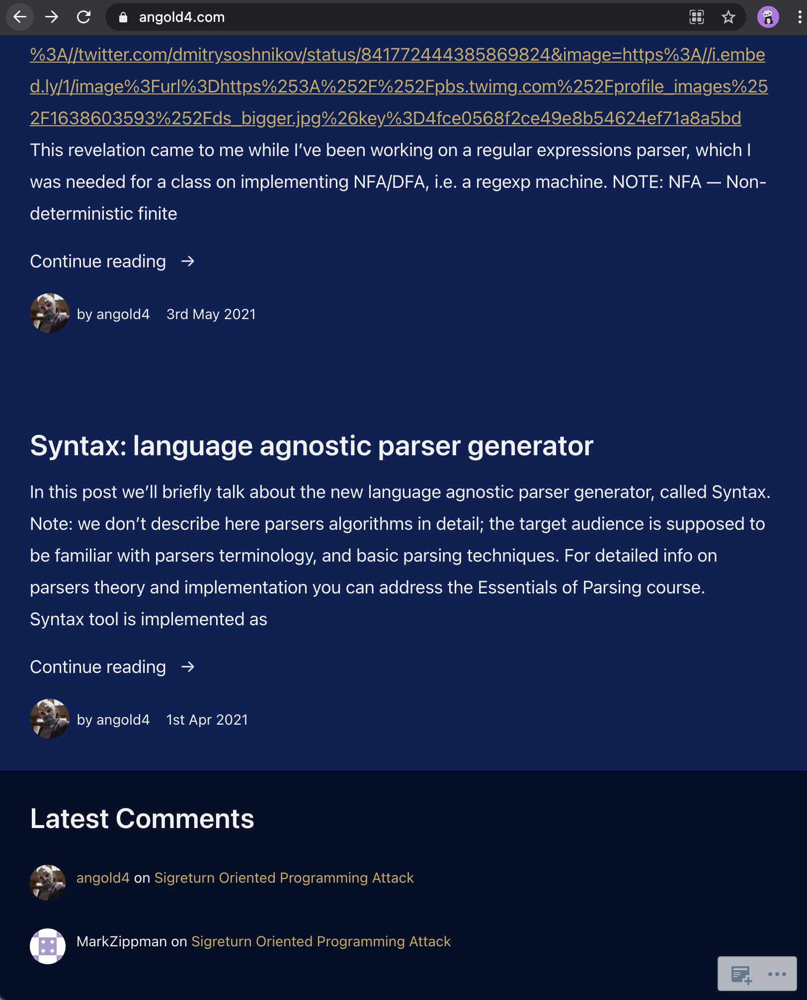 angold4.com
%3A//twitter.com/dmitrysoshnikov/status/841772444385869824&image=https%3A//i.embe
d.ly/1/image%3Furl%3Dhttps%253A%252F%252Fpbs.twimg.com%252Fprofile_images%25
2F1638603593%252Fds_bigger.jpg%26key%3D4fce0568f2ce49e8b54624ef71a8a5bd
This revelation came to me while I’ve been working on a regular expressions parser, which I
was needed for a class on implementing NFA/DFA, i.e. a regexp machine. NOTE: NFA — Non-
deterministic finite
Continue reading →
by angold4 3rd May 2021
Syntax: language agnostic parser generator
In this post we’ll briefly talk about the new language agnostic parser generator, called Syntax.
Note: we don’t describe here parsers algorithms in detail; the target audience is supposed to
be familiar with parsers terminology, and basic parsing techniques. For detailed info on
parsers theory and implementation you can address the Essentials of Parsing course.
Syntax tool is implemented as
Continue reading →
by angold4 1st Apr 2021
Latest Comments
angold4 on Sigreturn Oriented Programming Attack
MarkZippman on Sigreturn Oriented Programming Attack